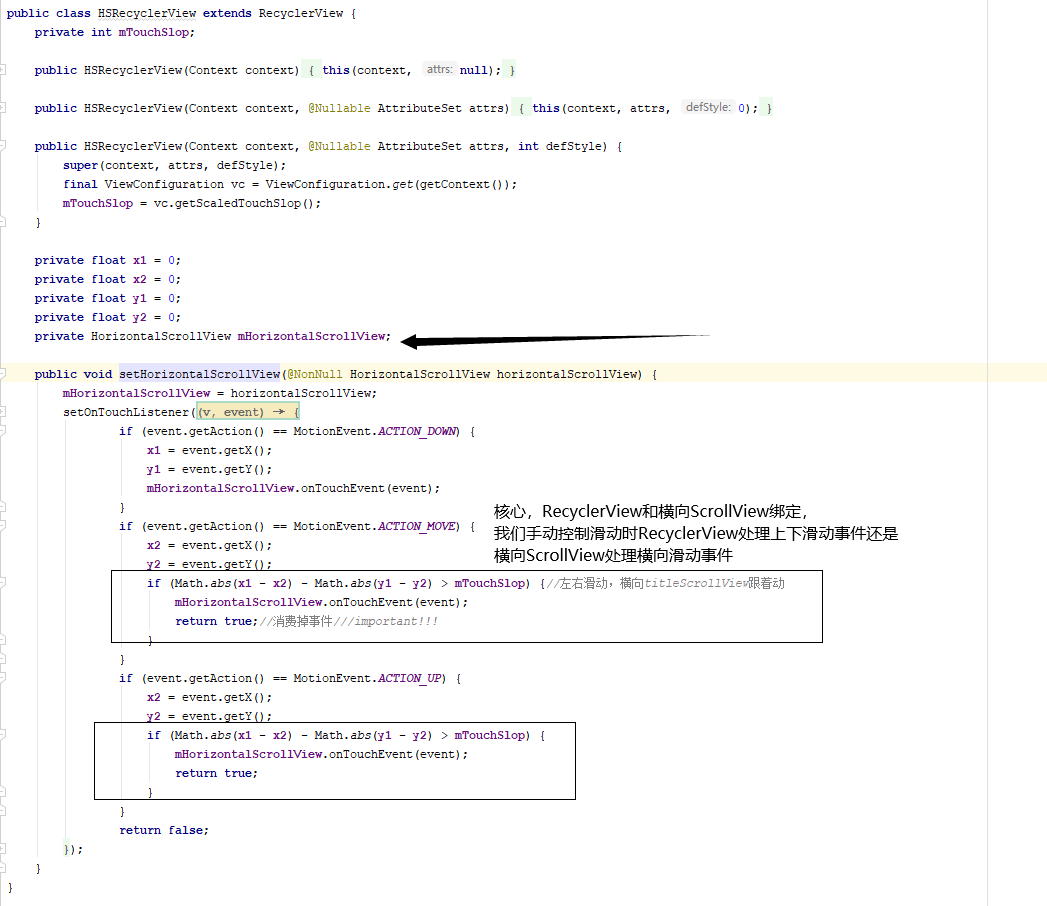 public class HSRecyclerView extends RecyclerView {
    private int mTouchSlop;

    public HSRecyclerView(Context context) { this(context, attrs: null); }

    public HSRecyclerView(Context context, @Nullable AttributeSet attrs) { this(context, attrs, defStyle: 0); }

    public HSRecyclerView(Context context, @Nullable AttributeSet attrs, int defStyle) {
        super(context, attrs, defStyle);
        final ViewConfiguration vc = ViewConfiguration.get(getContext());
        mTouchSlop = vc.getScaledTouchSlop();
    }

    private float x1 = 0;
    private float x2 = 0;
    private float y1 = 0;
    private float y2 = 0;
    private HorizontalScrollView mHorizontalScrollView;

    public void setHorizontalScrollView(@NonNull HorizontalScrollView horizontalScrollView) {
        mHorizontalScrollView = horizontalScrollView;
        setOnTouchListener((v, event) → {
                if (event.getAction() == MotionEvent.ACTION_DOWN) {
                    x1 = event.getX();
                    y1 = event.getY();
                    mHorizontalScrollView.onTouchEvent(event);
                }
核心，RecyclerView和横向ScrollView绑定，
                if (event.getAction() == MotionEvent.ACTION_MOVE) {
我们手动控制滑动时RecyclerView处理上下滑动事件还是
                    x2 = event.getX();
横向ScrollView处理横向滑动事件
                    y2 = event.getY();
                    if (Math.abs(x1 - x2) - Math.abs(y1 - y2) > mTouchSlop) {//左右滑动，横向titleScrollView跟着动
                        mHorizontalScrollView.onTouchEvent(event);
                        return true;//消费掉事件///important!!!
                    }
                }
                if (event.getAction() == MotionEvent.ACTION_UP) {
                    x2 = event.getX();
                    y2 = event.getY();
                    if (Math.abs(x1 - x2) - Math.abs(y1 - y2) > mTouchSlop) {
                        mHorizontalScrollView.onTouchEvent(event);
                        return true;
                    }
                }
                return false;
        });
    }
}